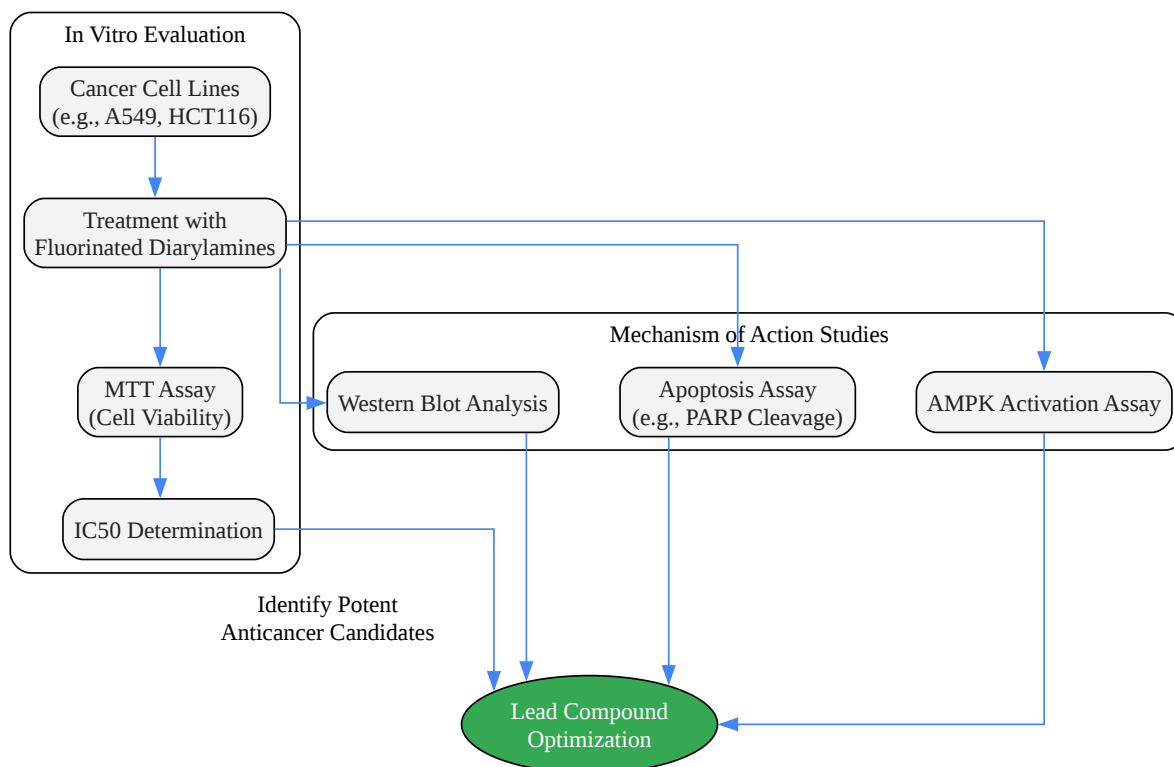 In Vitro Evaluation
Cancer Cell Lines
(e.g., A549, HCT116)
Treatment with
Fluorinated Diarylamines
MTT Assay
(Cell Viability)
IC50 Determination
Mechanism of Action Studies
Western Blot Analysis
Apoptosis Assay
(e.g., PARP Cleavage)
AMPK Activation Assay
Identify Potent
Anticancer Candidates
Lead Compound
Optimization